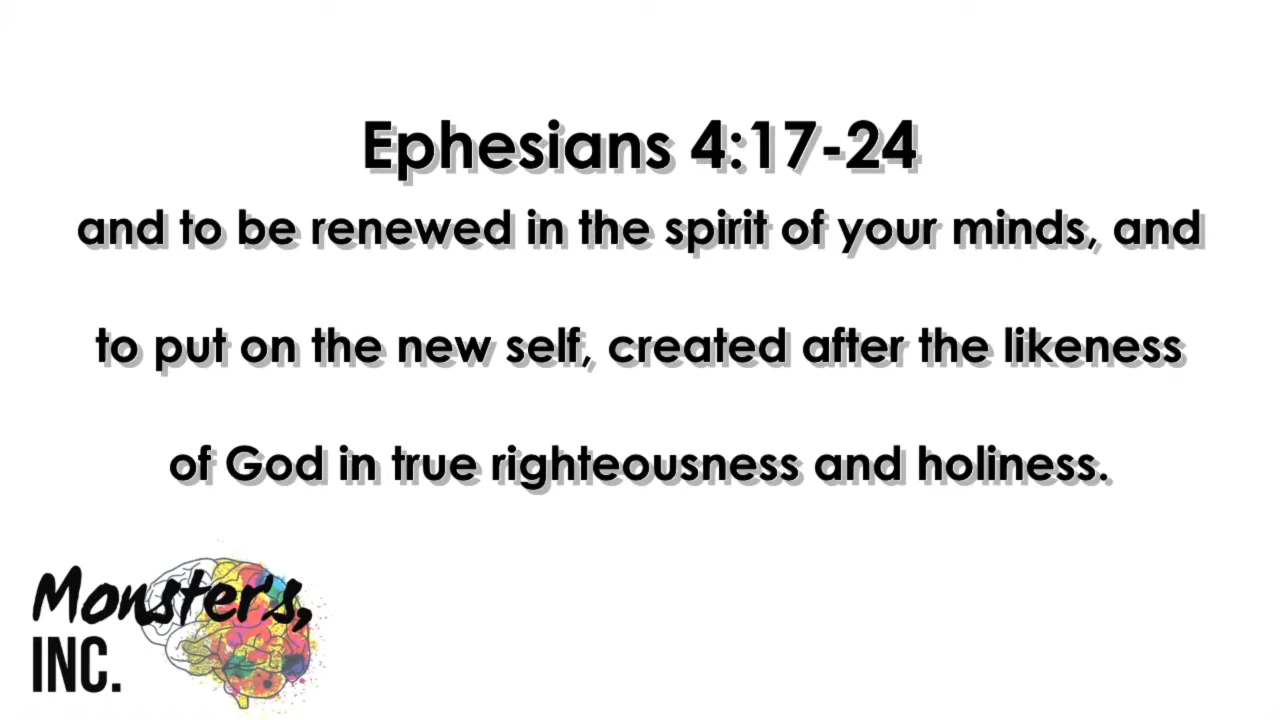 Ephesians 4:17-24
and to be renewed in the spirit of your minds, and
to put on the new self, created after the likeness
of God in true righteousness and holiness.
Monsters,
INC.